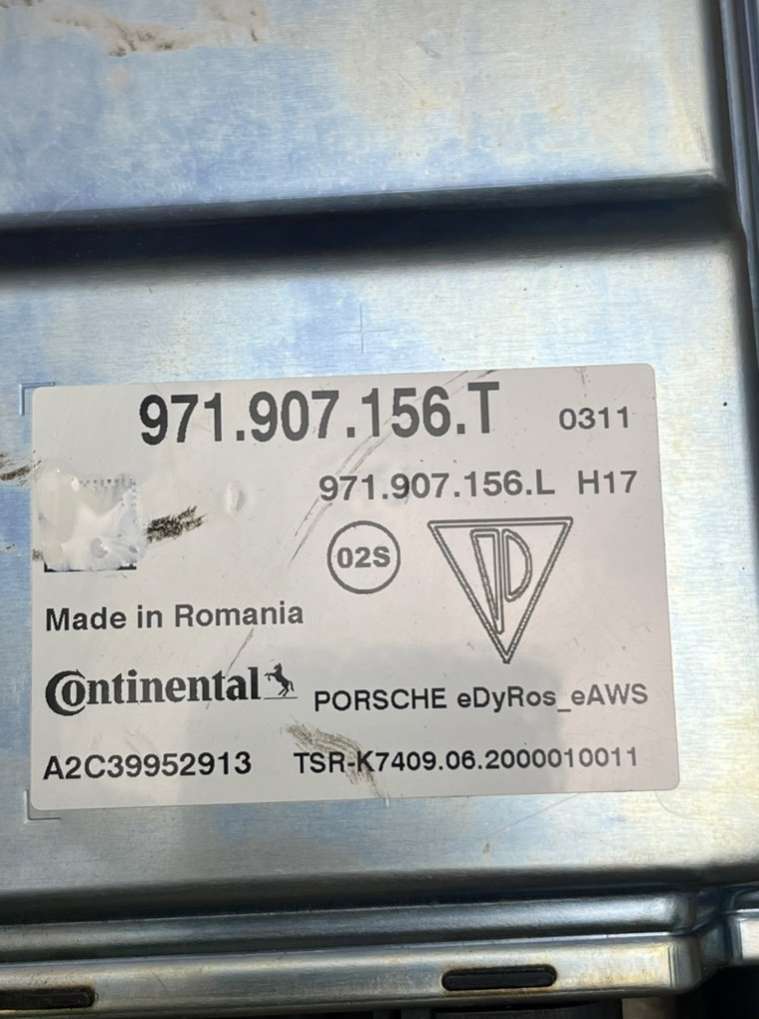 971.907.156.T 0311
971.907.156.L H17
02S
Made in Romania
Continental
PORSCHE eDyRos_eAWS
A2C39952913 TSR-K7409.06.2000010011